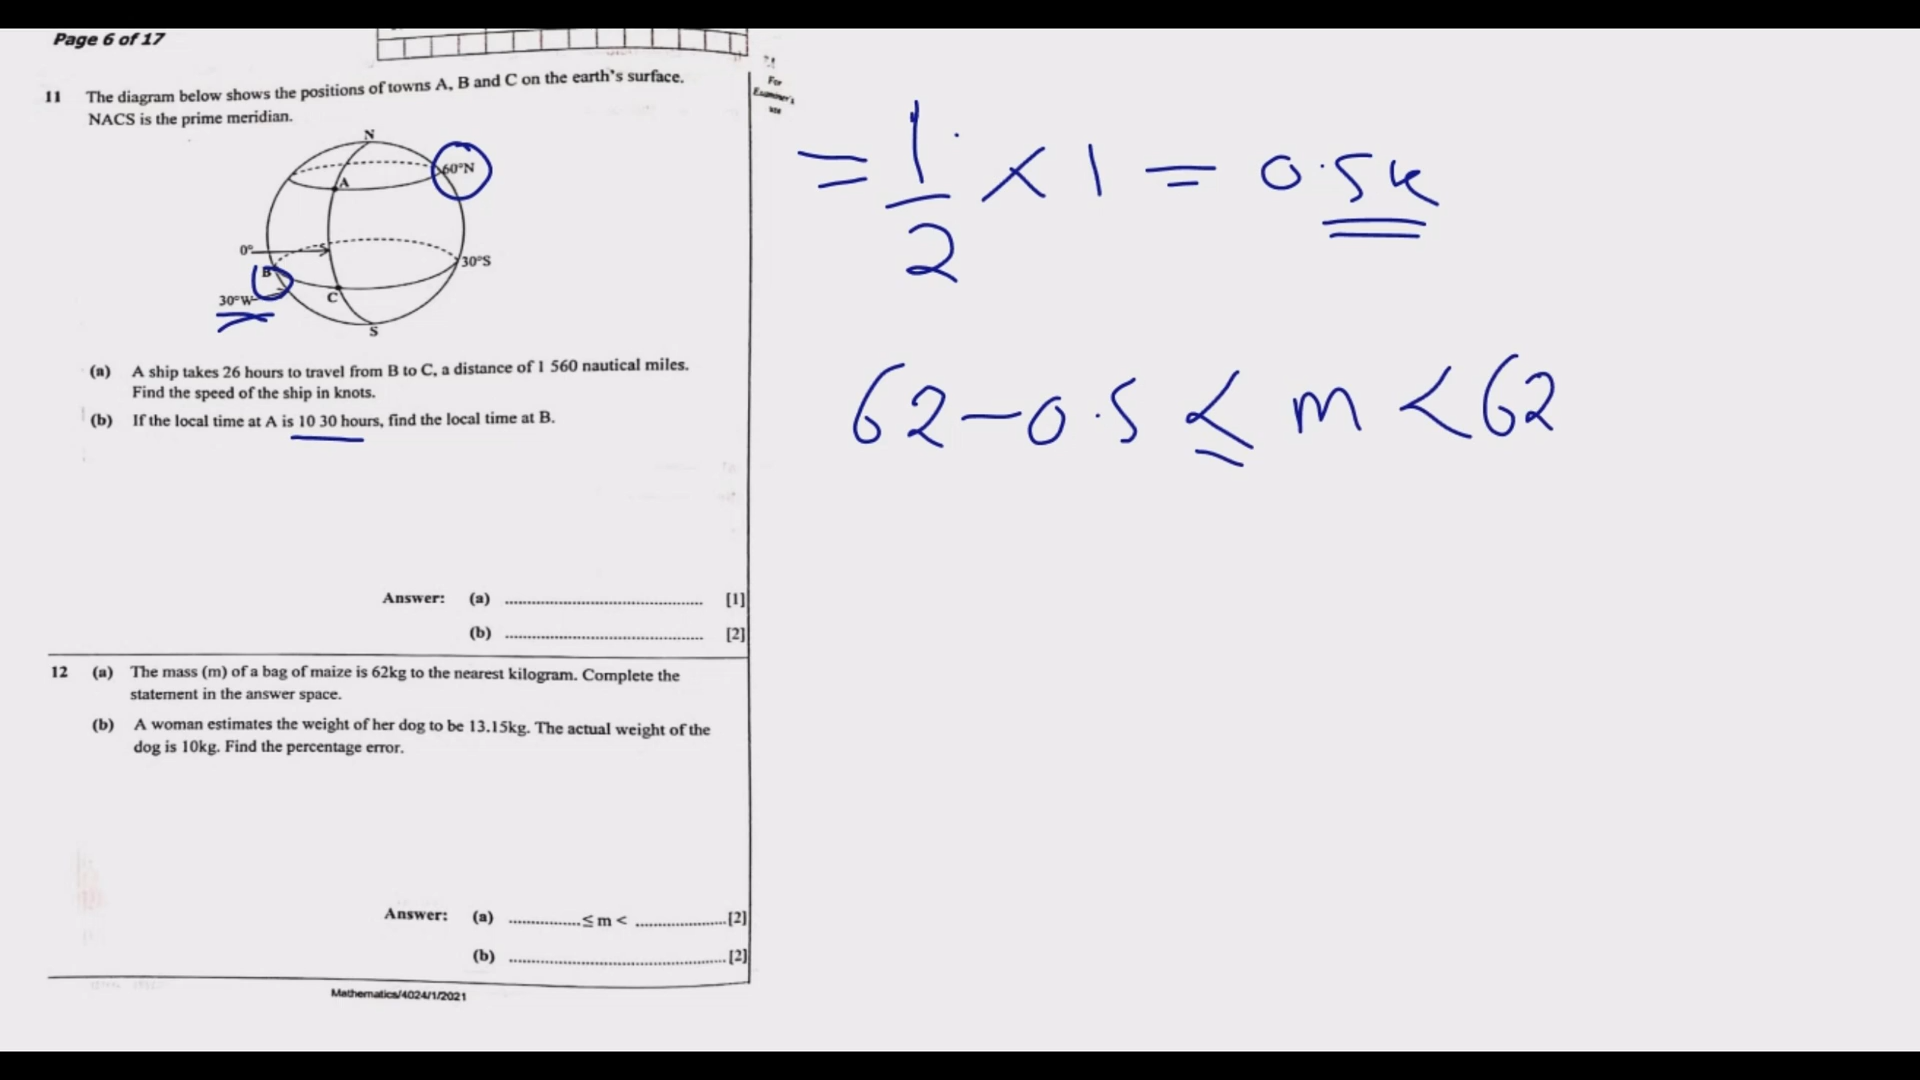 Page 6 of 17
For
Examiner's
use
11 The diagram below shows the positions of towns A, B and C on the earth's surface.
NACS is the prime meridian.
N
60°N
A
0°
B
30°S
30°W
C
S
(a) A ship takes 26 hours to travel from B to C, a distance of 1 560 nautical miles.
Find the speed of the ship in knots.
(b) If the local time at A is 10 30 hours, find the local time at B.
Answer: (a) ........................................ [1]
(b) ........................................ [2]
12 (a) The mass (m) of a bag of maize is 62kg to the nearest kilogram. Complete the
statement in the answer space.
(b) A woman estimates the weight of her dog to be 13.15kg. The actual weight of the
dog is 10kg. Find the percentage error.
Answer: (a) ..............≤ m < ..................[2]
(b) ...........................................[2]
Mathematics/4024/1/2021
= 1/2 × 1 = 0.5
62 - 0.5 ≤ m < 62